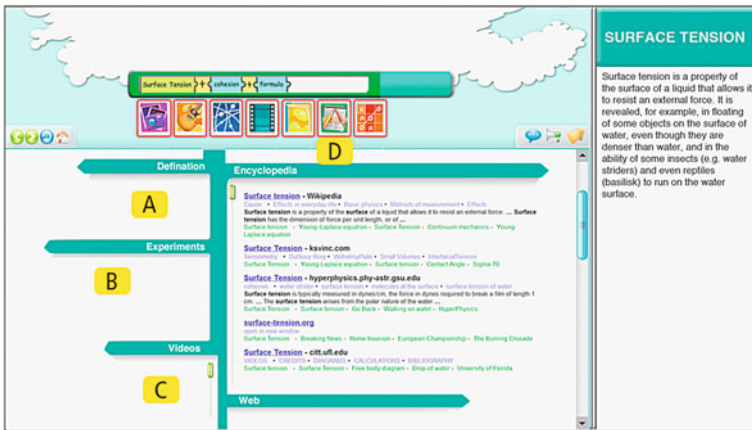 Surface Tension + cohesion + formula
SURFACE TENSION
Surface tension is a property of
the surface of a liquid that allows it
to resist an external force. It is
revealed, for example, in floating
of some objects on the surface of
water, even though they are
denser than water, and in the
ability of some insects (e.g. water
striders) and even reptiles
(basilisk) to run on the water
surface.
D
Defination
A
Experiments
B
Videos
C
Encyclopedia
Surface tension - Wikipedia
Cause • Effects in everyday life • Basic physics • Methods of measurement • Effects
Surface tension is a property of the surface of a liquid that allows it to resist an external force. ... Surface
tension has the dimension of force per unit length, or of ...
Surface tension - Young-Laplace equation - Surface Tension - Continuum mechanics - Young
Laplace equation
Surface Tension - ksvinc.com
Tensiometry • DuNouy Ring • WilhelmyPlate • Small Volumes • InterfacialTension
Surface Tension - Young Laplace equation - Surface tension - Contact Angle - Sigma 70
Surface Tension - hyperphysics.phy-astr.gsu.edu
cohesive • water strider • surface tension • molecules at the surface • surface tension of water
Surface tension is typically measured in dynes/cm, the force in dynes required to break a film of length 1
cm. ... The surface tension arises from the polar nature of the water ...
Surface Tension - Surface tension - Go Back - Walking on water - HyperPhysics
surface-tension.org
open in new window
Surface Tension - Breaking News - Home Invasion - European Championship - The Burning Crusade
Surface Tension - citt.ufl.edu
VIDEOS • CREDITS • DIAGRAMS • CALCULATIONS • BIBLIOGRAPHY
Surface tension - Surface Tension - Free body diagram - Drop of water - University of Florida
Web